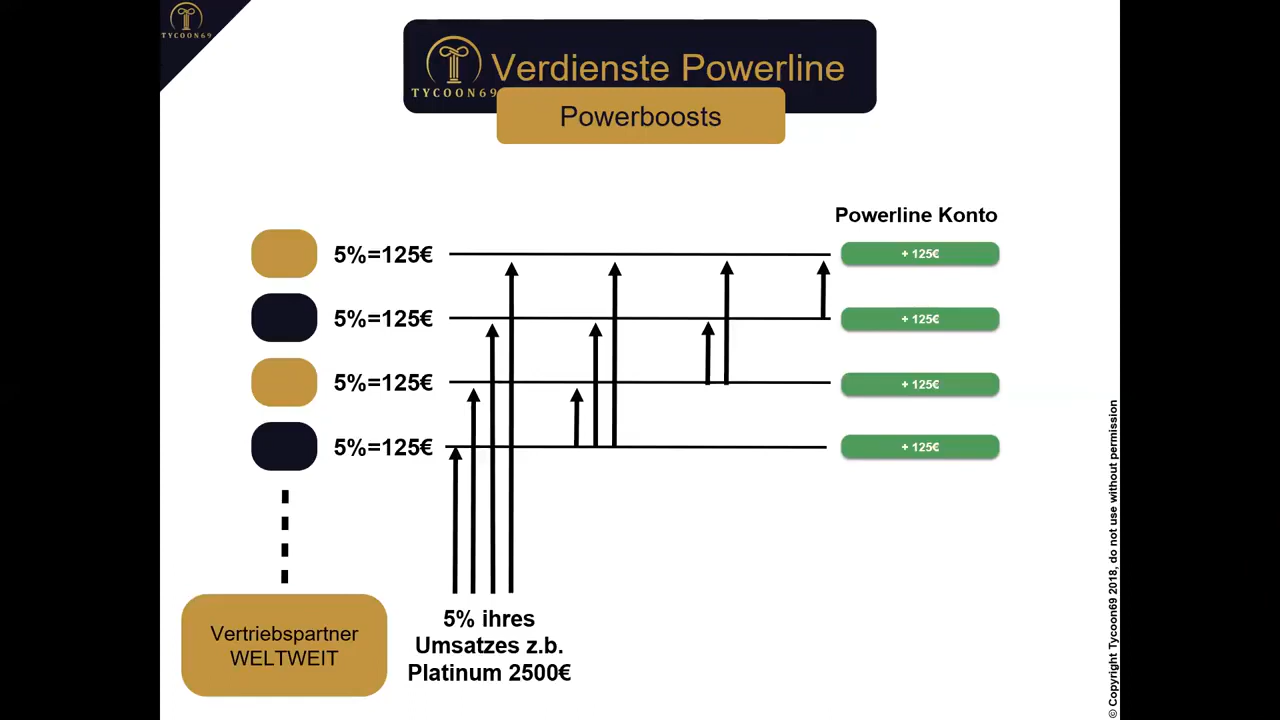 TYCOON69
TYCOON69
Verdienste Powerline
Powerboosts
Powerline Konto
5%=125€
+ 125€
5%=125€
+ 125€
5%=125€
+ 125€
5%=125€
+ 125€
Vertriebspartner
WELTWEIT
5% ihres
Umsatzes z.b.
Platinum 2500€
© Copyright Tycoon69 2018, do not use without permission